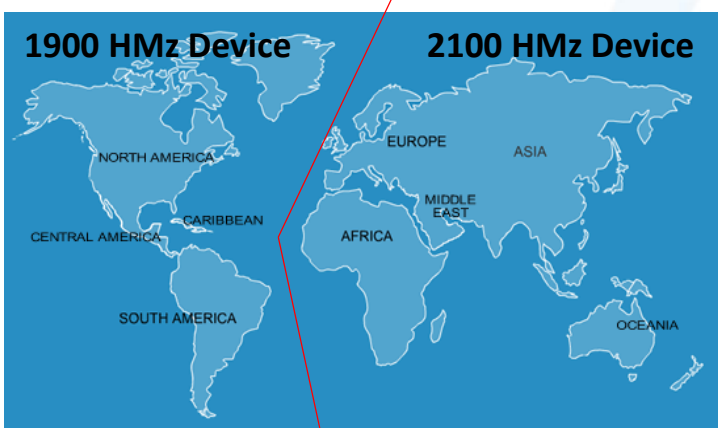 1900 HMz Device
2100 HMz Device
NORTH AMERICA
EUROPE
ASIA
MIDDLE
EAST
CARIBBEAN
CENTRAL AMERICA
AFRICA
SOUTH AMERICA
OCEANIA